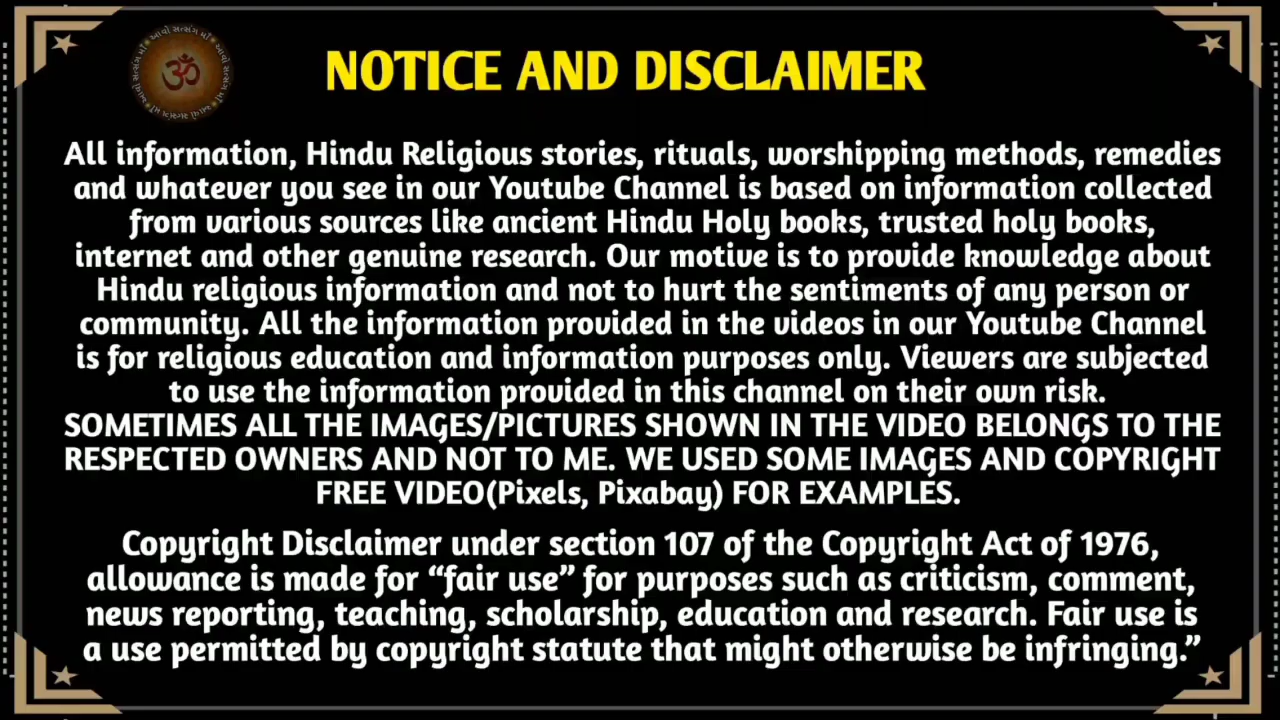 આવો સત્સંગ માઁ આવો સત્સંગ માઁ આવો સત્સંગ માઁ આવો સત્સંગ માઁ
ॐ
NOTICE AND DISCLAIMER
All information, Hindu Religious stories, rituals, worshipping methods, remedies
and whatever you see in our Youtube Channel is based on information collected
from various sources like ancient Hindu Holy books, trusted holy books,
internet and other genuine research. Our motive is to provide knowledge about
Hindu religious information and not to hurt the sentiments of any person or
community. All the information provided in the videos in our Youtube Channel
is for religious education and information purposes only. Viewers are subjected
to use the information provided in this channel on their own risk.
SOMETIMES ALL THE IMAGES/PICTURES SHOWN IN THE VIDEO BELONGS TO THE
RESPECTED OWNERS AND NOT TO ME. WE USED SOME IMAGES AND COPYRIGHT
FREE VIDEO(Pixels, Pixabay) FOR EXAMPLES.
Copyright Disclaimer under section 107 of the Copyright Act of 1976,
allowance is made for “fair use” for purposes such as criticism, comment,
news reporting, teaching, scholarship, education and research. Fair use is
a use permitted by copyright statute that might otherwise be infringing.”